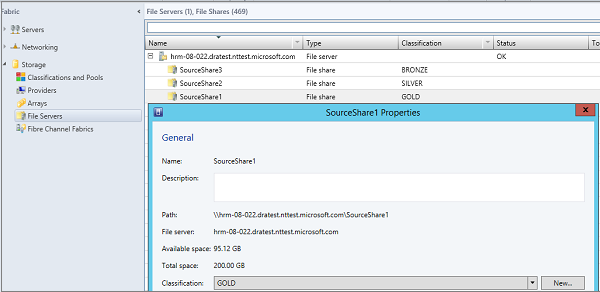 Fabric
File Servers (1), File Shares (469)
Servers
Networking
Storage
Classifications and Pools
Providers
Arrays
File Servers
Fibre Channel Fabrics
Name Type Classification Status To
hrm-08-022.dratest.nttest.microsoft.com File server OK
SourceShare3 File share BRONZE
SourceShare2 File share SILVER
SourceShare1 File share GOLD
SourceShare1 Properties
General
Name: SourceShare1
Description:
Path: \\hrm-08-022.dratest.nttest.microsoft.com\SourceShare1
File server: hrm-08-022.dratest.nttest.microsoft.com
Available space: 95.12 GB
Total space: 200.00 GB
Classification: GOLD New...